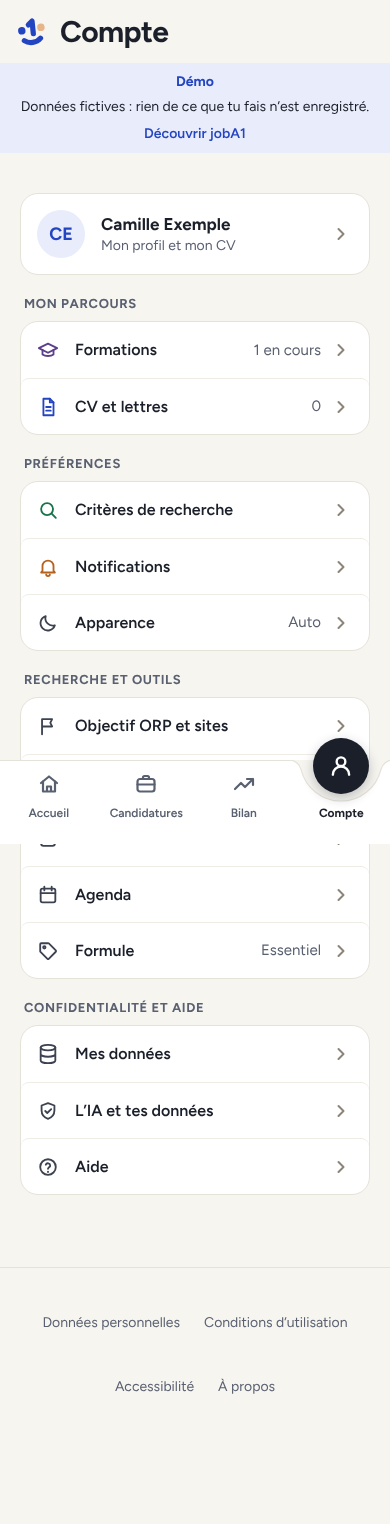 Compte
Démo
Données fictives : rien de ce que tu fais n'est enregistré.
Découvrir jobA1
CE
Camille Exemple
Mon profil et mon CV
MON PARCOURS
Formations 1 en cours
CV et lettres 0
PRÉFÉRENCES
Critères de recherche
Notifications
Apparence Auto
RECHERCHE ET OUTILS
Objectif ORP et sites
Accueil Candidatures Bilan Compte
Agenda
Formule Essentiel
CONFIDENTIALITÉ ET AIDE
Mes données
L'IA et tes données
Aide
Données personnelles Conditions d'utilisation
Accessibilité À propos